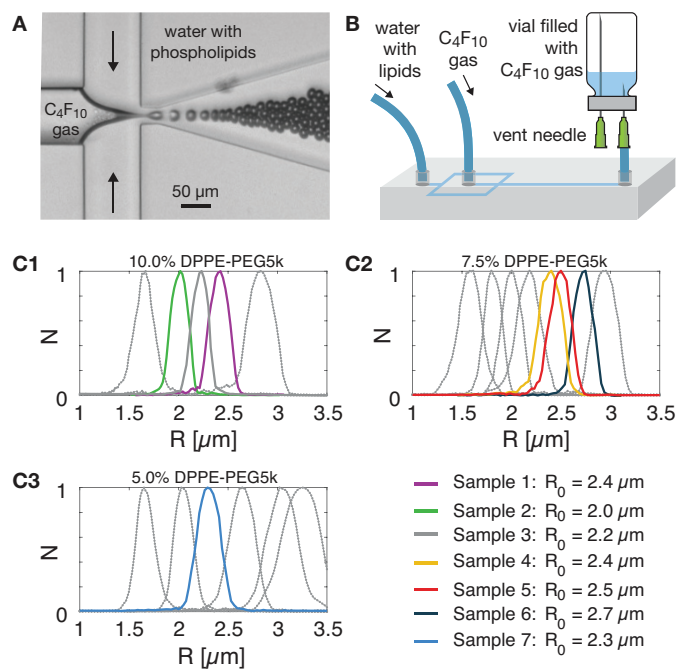 A
water with
phospholipids
C4F10
gas
50 µm
B
water
with
lipids
C4F10
gas
vial filled
with
C4F10 gas
vent needle
C1
10.0% DPPE-PEG5k
1
N
0
1 1.5 2 2.5 3 3.5
R [µm]
C2
7.5% DPPE-PEG5k
1
N
0
1 1.5 2 2.5 3 3.5
R [µm]
C3
5.0% DPPE-PEG5k
1
N
0
1 1.5 2 2.5 3 3.5
R [µm]
Sample 1: R0 = 2.4 µm
Sample 2: R0 = 2.0 µm
Sample 3: R0 = 2.2 µm
Sample 4: R0 = 2.4 µm
Sample 5: R0 = 2.5 µm
Sample 6: R0 = 2.7 µm
Sample 7: R0 = 2.3 µm